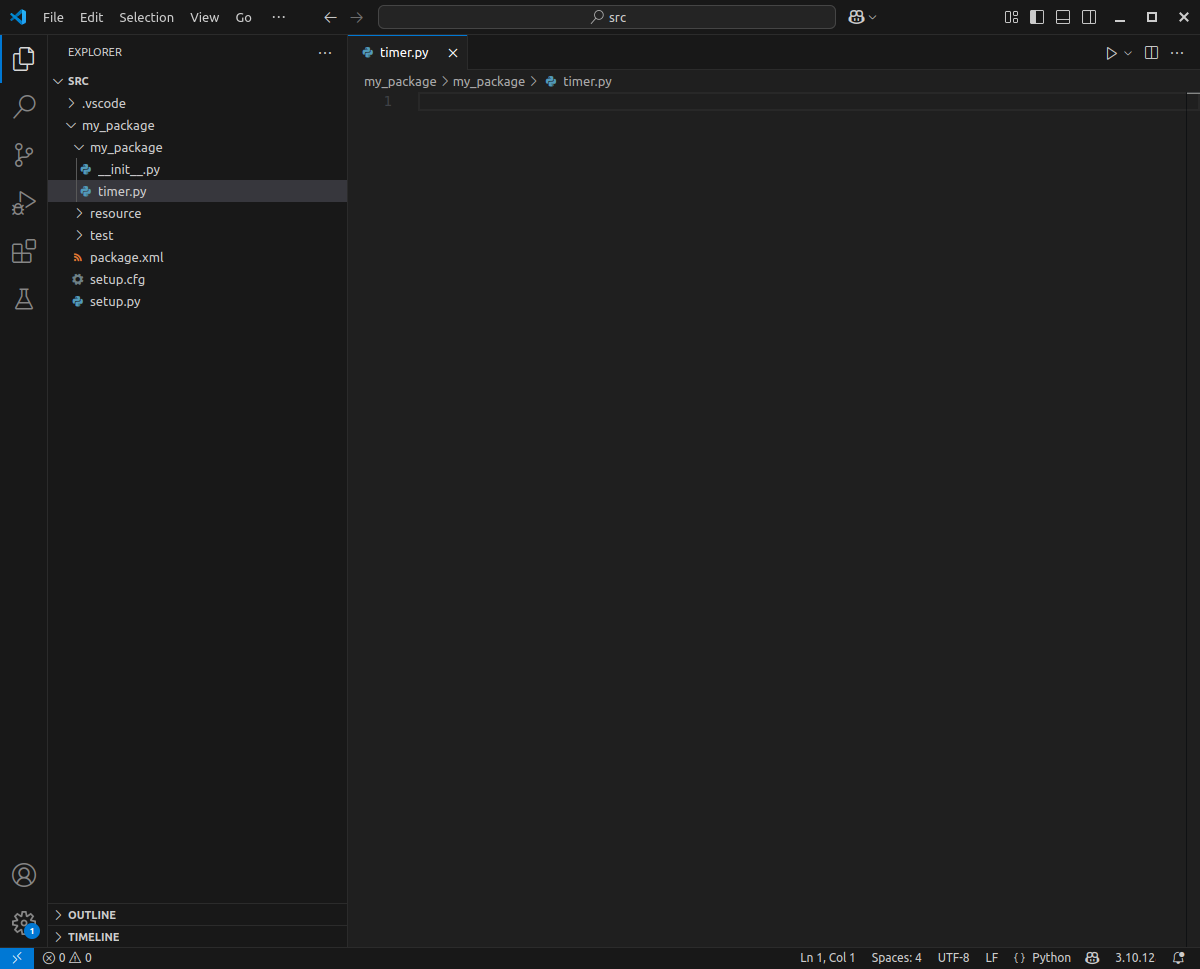 File Edit Selection View Go ··· src
EXPLORER ···
timer.py
SRC
my_package > my_package > timer.py
.vscode
1
my_package
my_package
__init__.py
timer.py
resource
test
package.xml
setup.cfg
setup.py
OUTLINE
1
TIMELINE
0 0 Ln 1, Col 1 Spaces: 4 UTF-8 LF {} Python 3.10.12